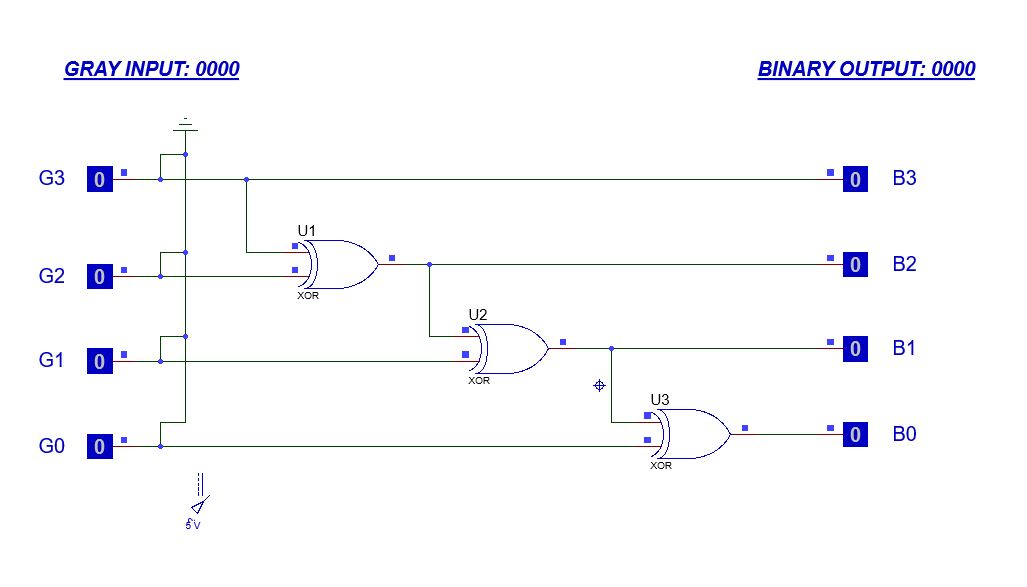 GRAY INPUT: 0000
BINARY OUTPUT: 0000
G3 0 0 B3
U1
XOR
G2 0 0 B2
U2
XOR
G1 0 0 B1
U3
XOR
G0 0 0 B0
5 V